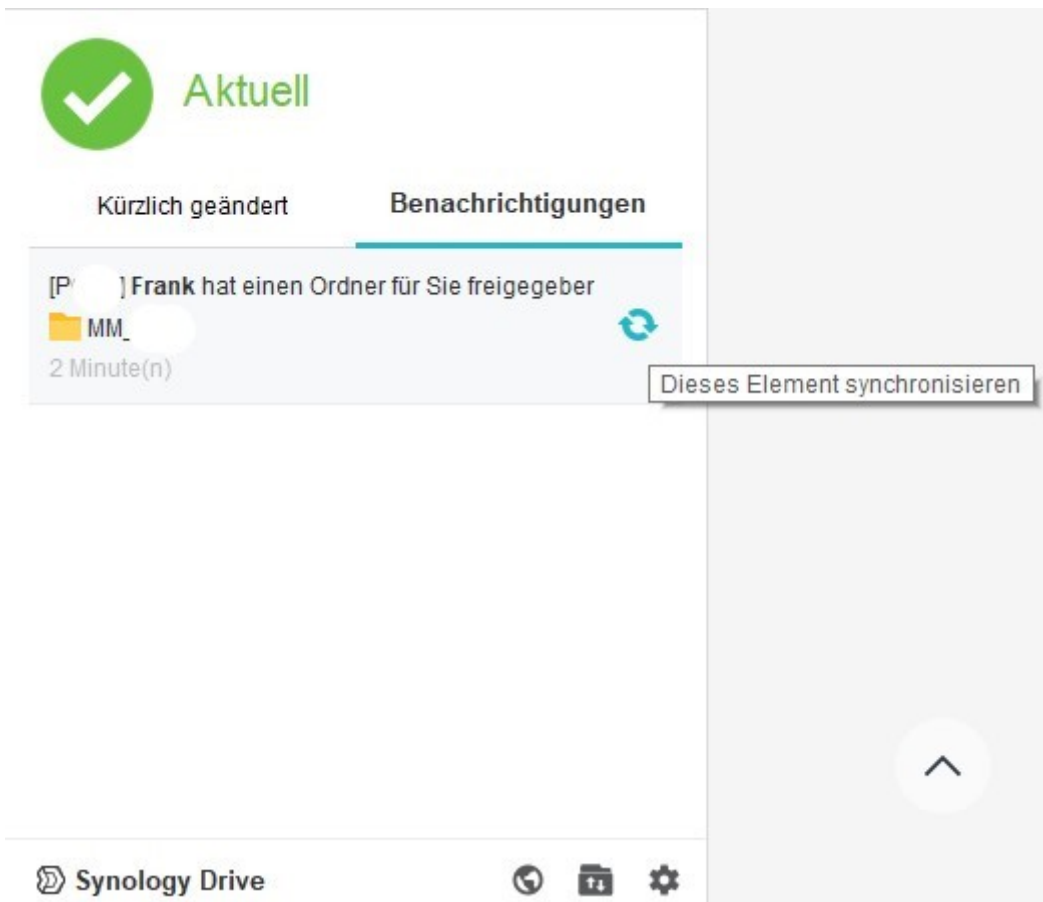 Aktuell
Kürzlich geändert
Benachrichtigungen
[P ] Frank hat einen Ordner für Sie freigegeber
MM_
2 Minute(n)
Dieses Element synchronisieren
Synology Drive